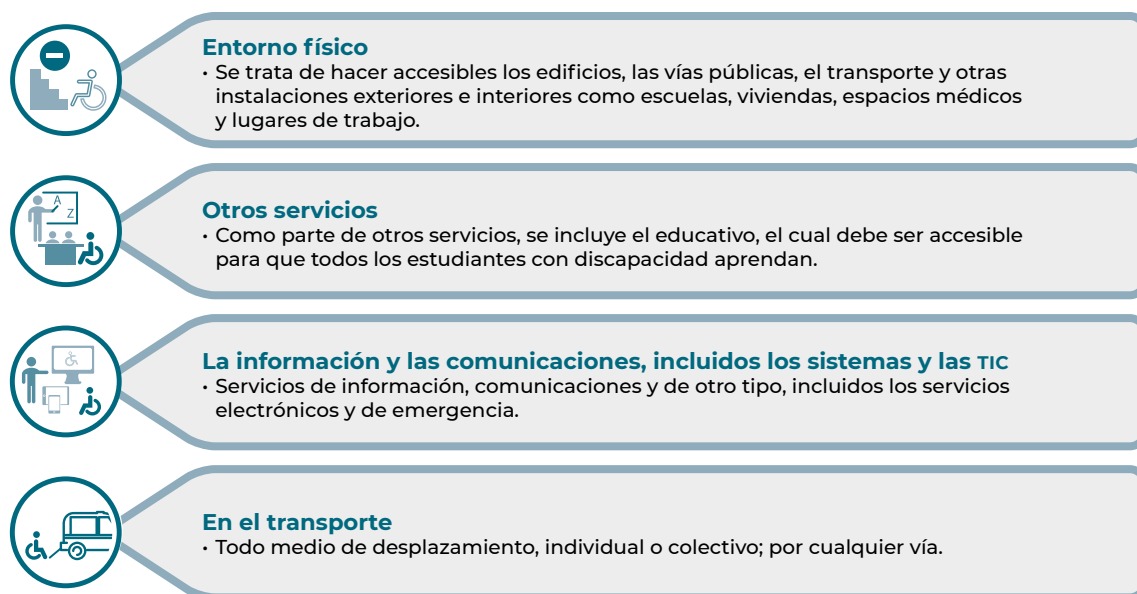 Entorno físico
· Se trata de hacer accesibles los edificios, las vías públicas, el transporte y otras
instalaciones exteriores e interiores como escuelas, viviendas, espacios médicos
y lugares de trabajo.
A
Z
Otros servicios
· Como parte de otros servicios, se incluye el educativo, el cual debe ser accesible
para que todos los estudiantes con discapacidad aprendan.
La información y las comunicaciones, incluidos los sistemas y las TIC
· Servicios de información, comunicaciones y de otro tipo, incluidos los servicios
electrónicos y de emergencia.
En el transporte
· Todo medio de desplazamiento, individual o colectivo; por cualquier vía.